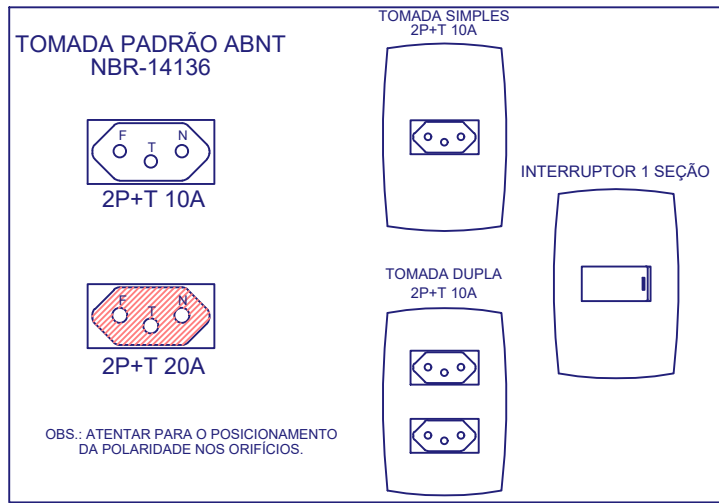 TOMADA PADRÃO ABNT
NBR-14136
F
T
N
2P+T 10A
F
T
N
2P+T 20A
OBS.: ATENTAR PARA O POSICIONAMENTO
DA POLARIDADE NOS ORIFÍCIOS.
TOMADA SIMPLES
2P+T 10A
TOMADA DUPLA
2P+T 10A
INTERRUPTOR 1 SEÇÃO